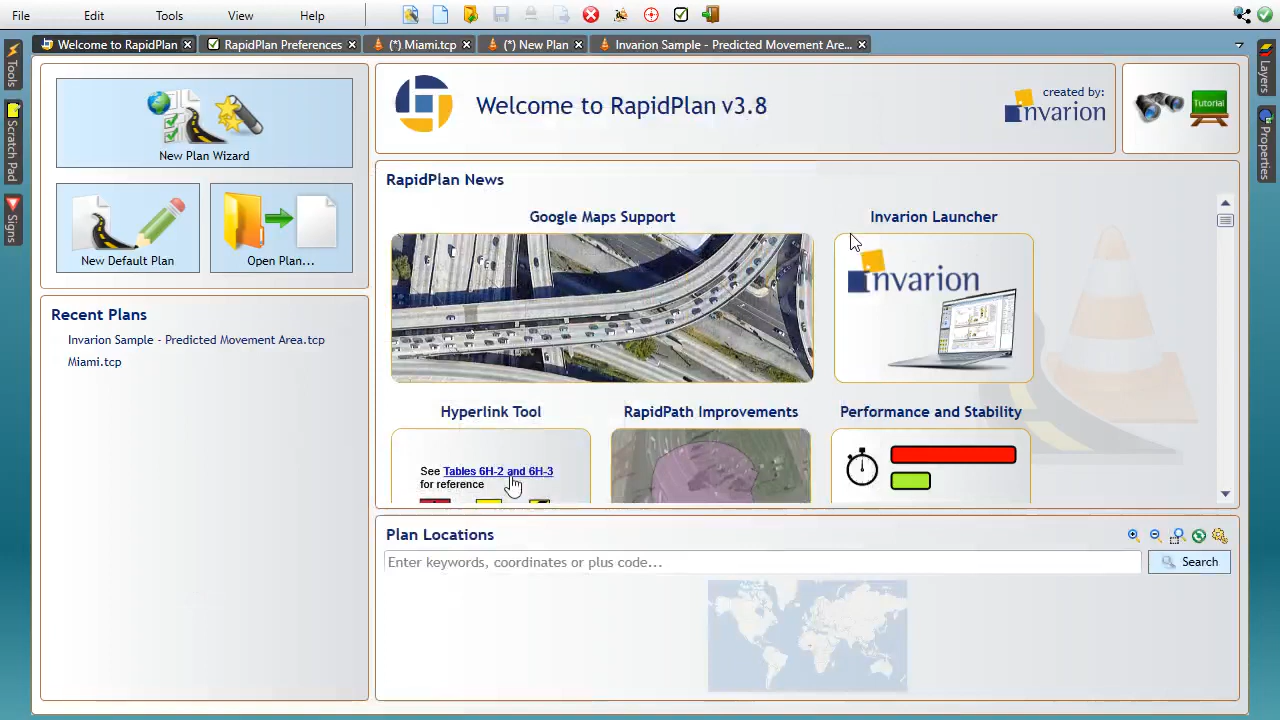 File Edit Tools View Help
Welcome to RapidPlan RapidPlan Preferences (*) Miami.tcp (*) New Plan Invarion Sample - Predicted Movement Are...
Tools
Scratch Pad
Signs
New Plan Wizard
New Default Plan
Open Plan...
Recent Plans
Invarion Sample - Predicted Movement Area.tcp
Miami.tcp
Welcome to RapidPlan v3.8
created by:
invarion
Tutorial
RapidPlan News
Google Maps Support
Invarion Launcher
invarion
Hyperlink Tool
RapidPath Improvements
Performance and Stability
See Tables 6H-2 and 6H-3
for reference
Plan Locations
Enter keywords, coordinates or plus code...
Search
Layers
Properties